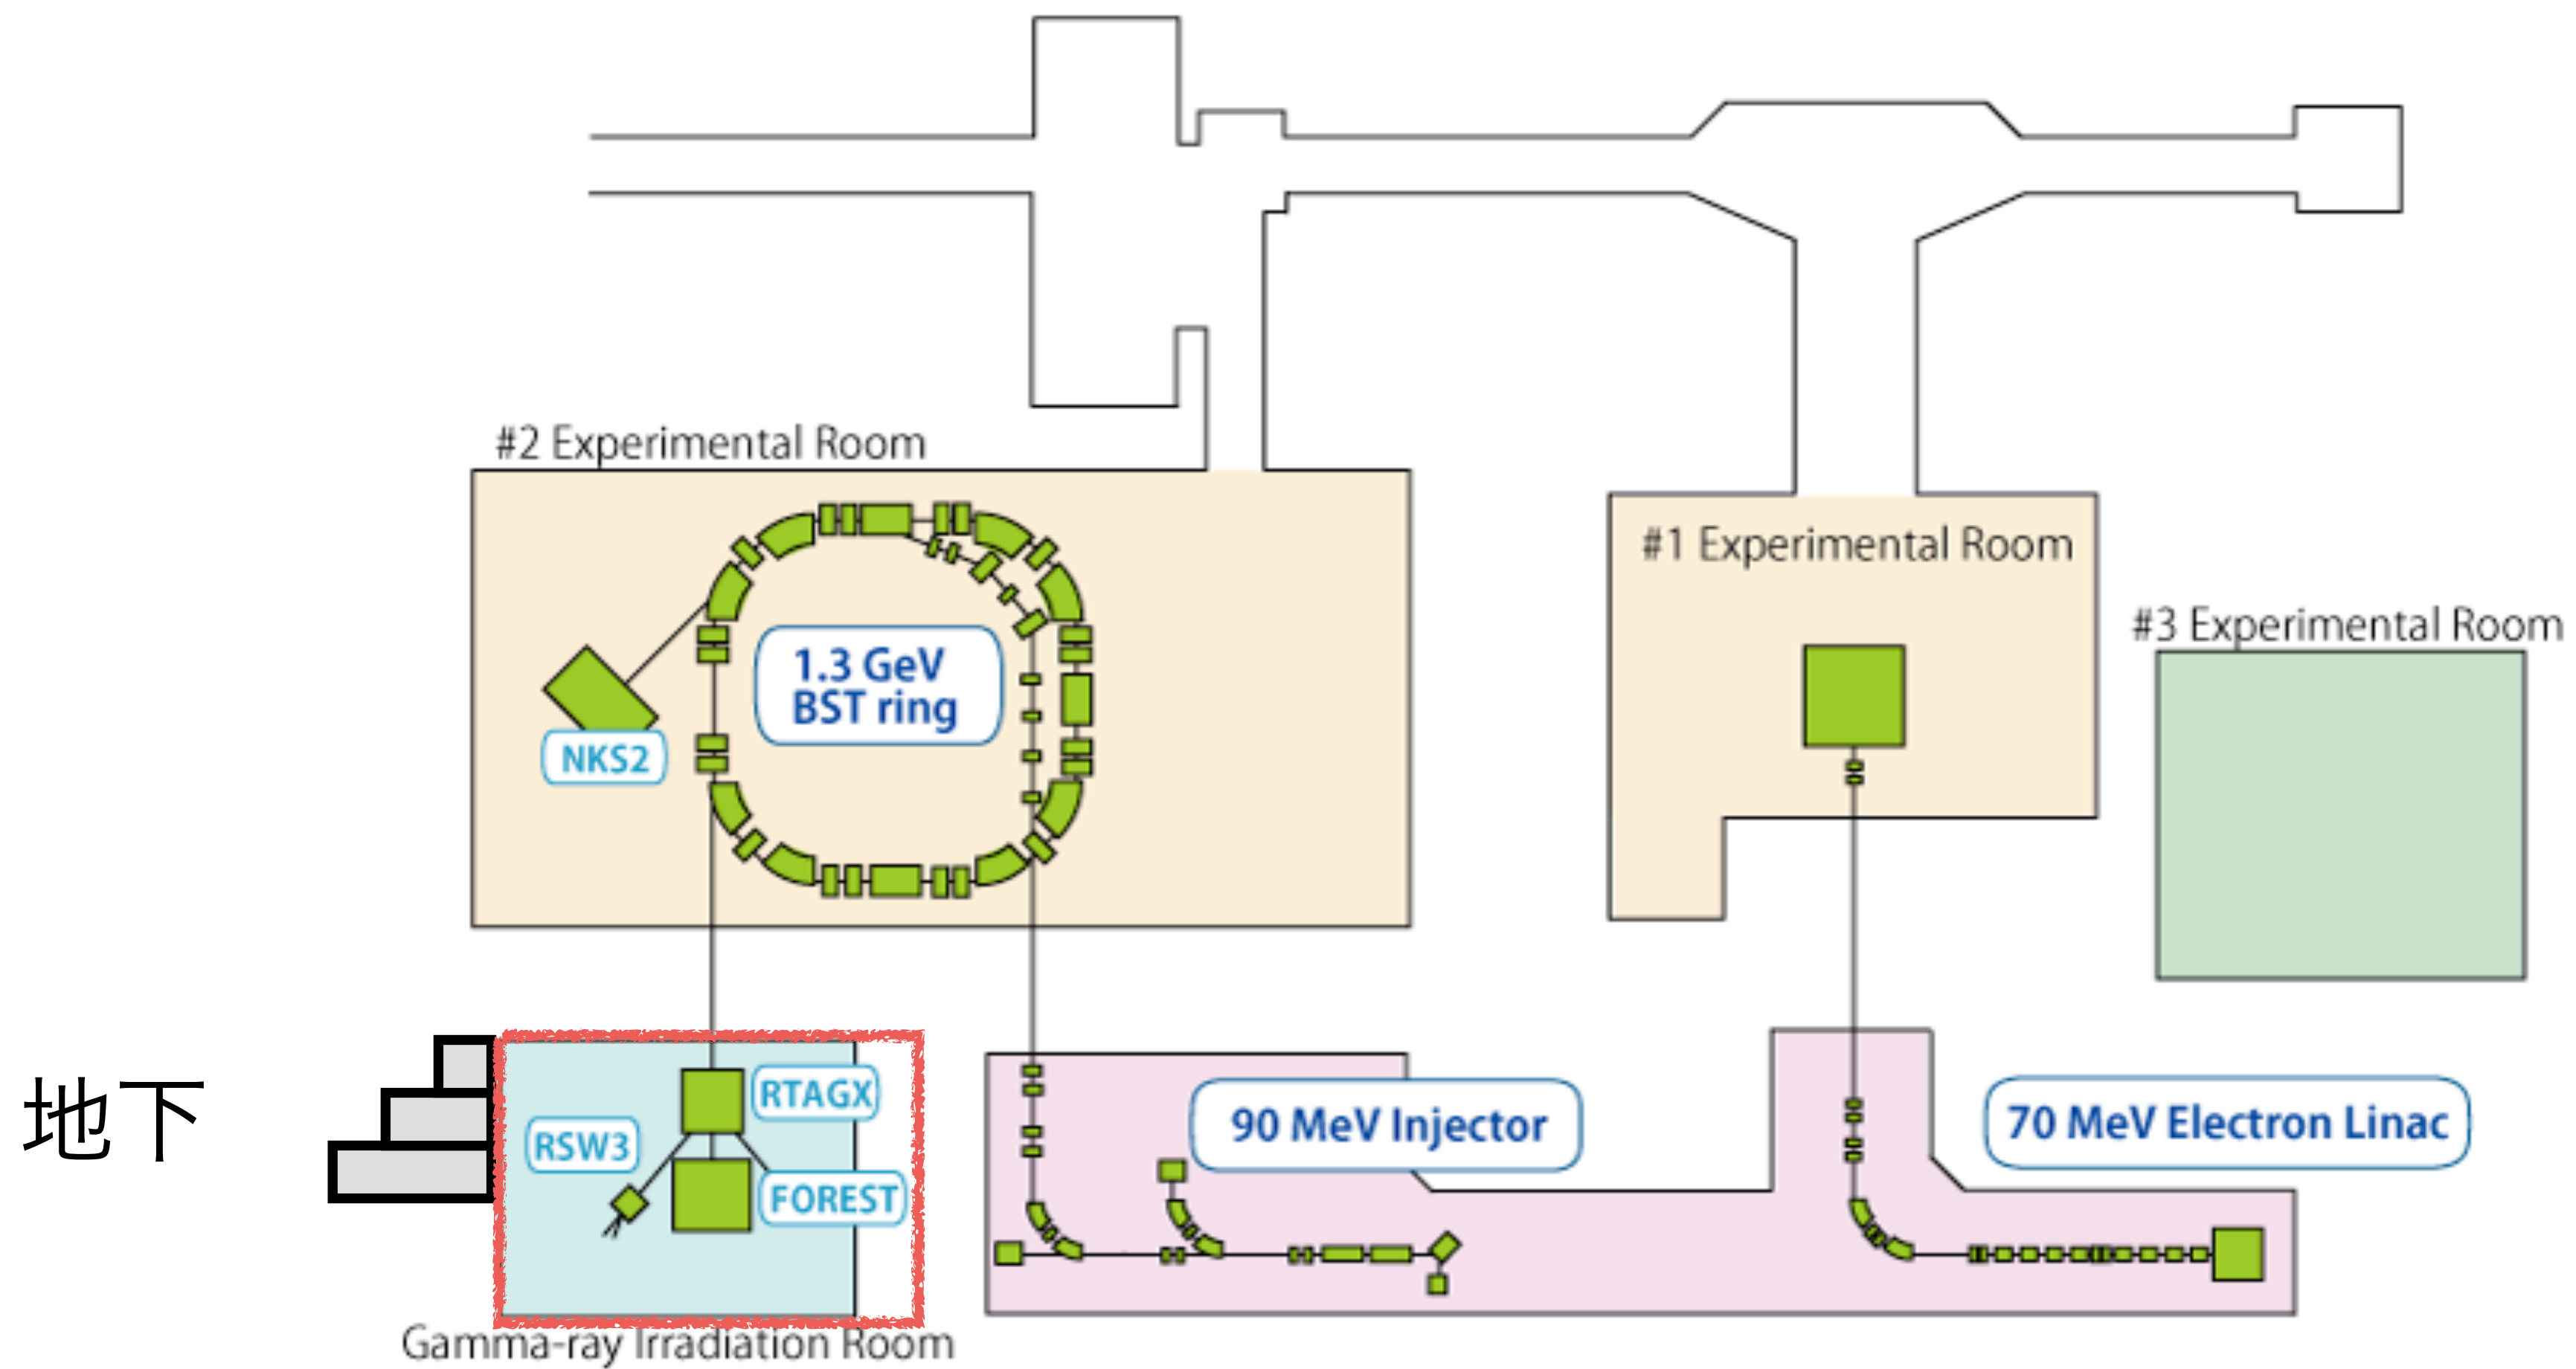 #2 Experimental Room
#1 Experimental Room
#3 Experimental Room
1.3 GeV
BST ring
NKS2
地下
RTAGX
RSW3
FOREST
90 MeV Injector
70 MeV Electron Linac
Gamma-ray Irradiation Room